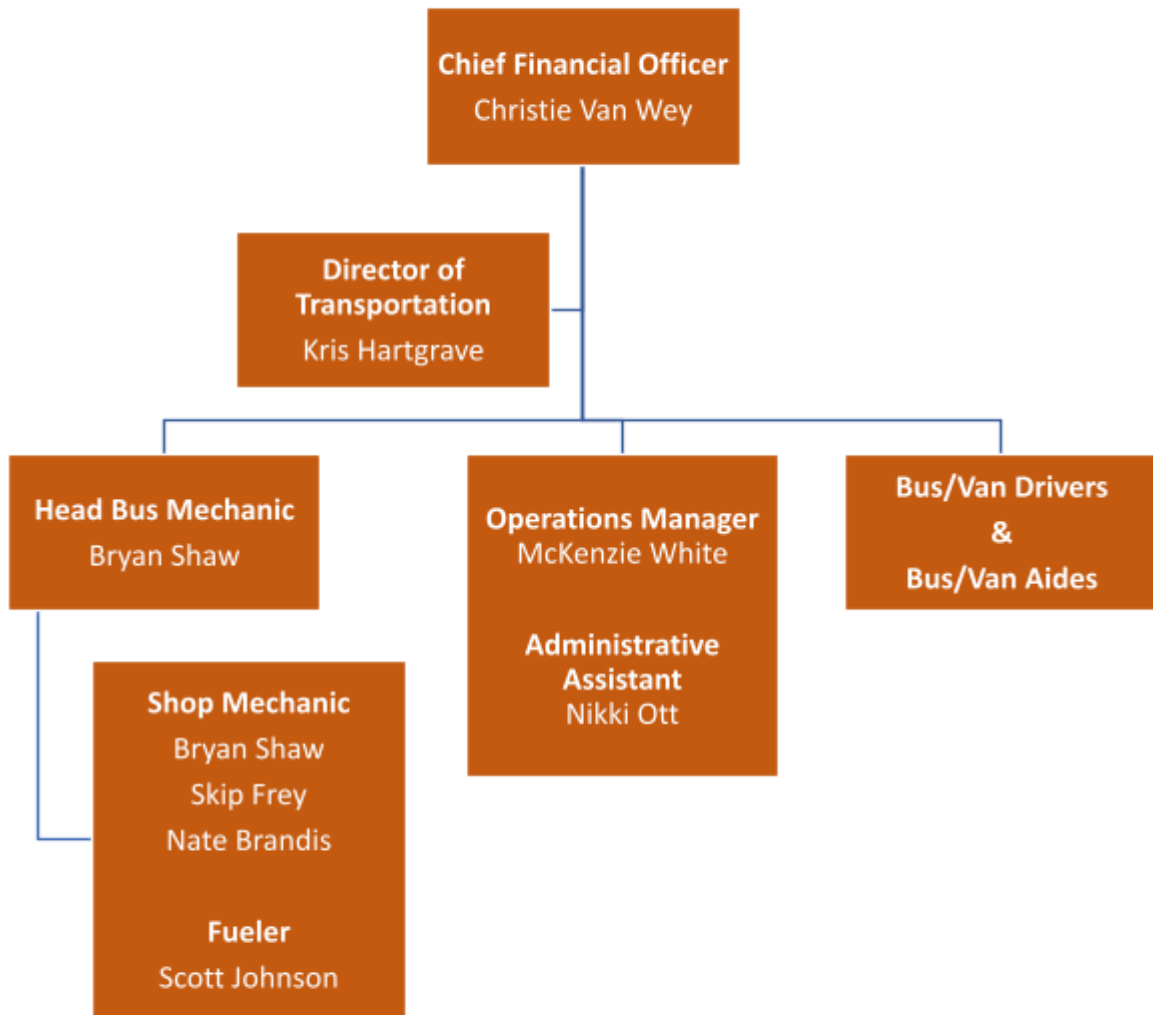 Chief Financial Officer
Christie Van Wey
Director of
Transportation
Kris Hartgrave
Head Bus Mechanic
Bryan Shaw
Operations Manager
McKenzie White
Administrative
Assistant
Nikki Ott
Bus/Van Drivers
&
Bus/Van Aides
Shop Mechanic
Bryan Shaw
Skip Frey
Nate Brandis
Fueler
Scott Johnson